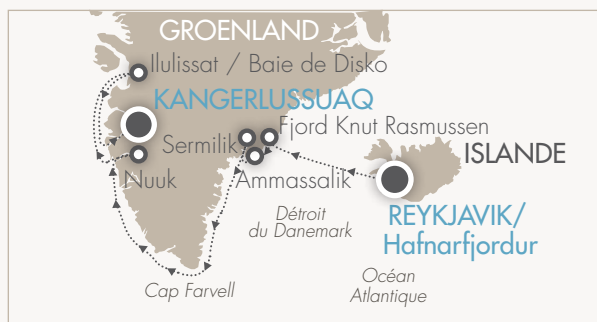 GROENLAND
Ilulissat / Baie de Disko
KANGERLUSSUAQ
Fjord Knut Rasmussen
Sermilik
ISLANDE
Nuuk
Ammassalik
Détroit
du Danemark
REYKJAVIK/
Hafnarfjordur
Cap Farvell
Océan
Atlantique